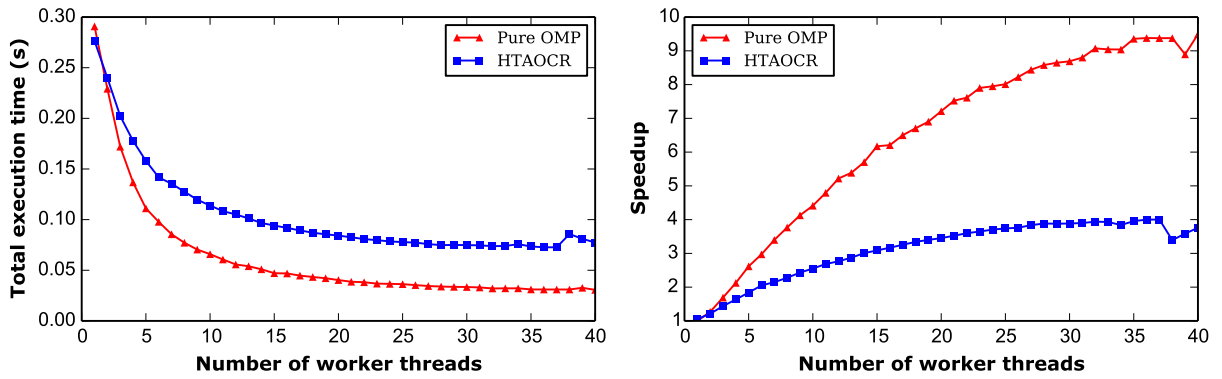 Total execution time (s)
0.30
0.25
0.20
0.15
0.10
0.05
0.00
0 5 10 15 20 25 30 35 40
Number of worker threads
Pure OMP
HTAOCR
Speedup
10
9
8
7
6
5
4
3
2
1
0 5 10 15 20 25 30 35 40
Number of worker threads
Pure OMP
HTAOCR